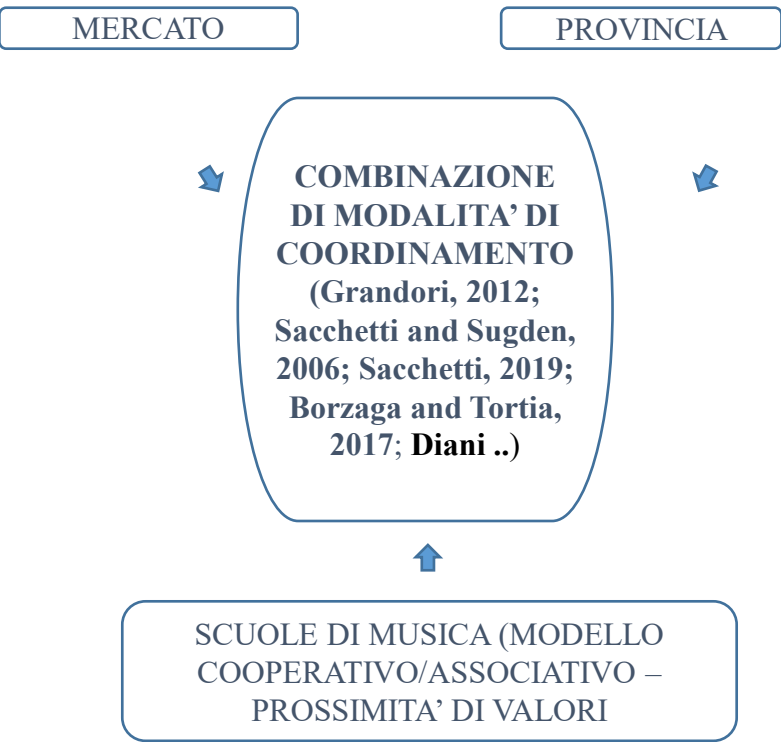 MERCATO
PROVINCIA
COMBINAZIONE
DI MODALITA’ DI
COORDINAMENTO
(Grandori, 2012;
Sacchetti and Sugden,
2006; Sacchetti, 2019;
Borzaga and Tortia,
2017; Diani ..)
SCUOLE DI MUSICA (MODELLO
COOPERATIVO/ASSOCIATIVO –
PROSSIMITA’ DI VALORI